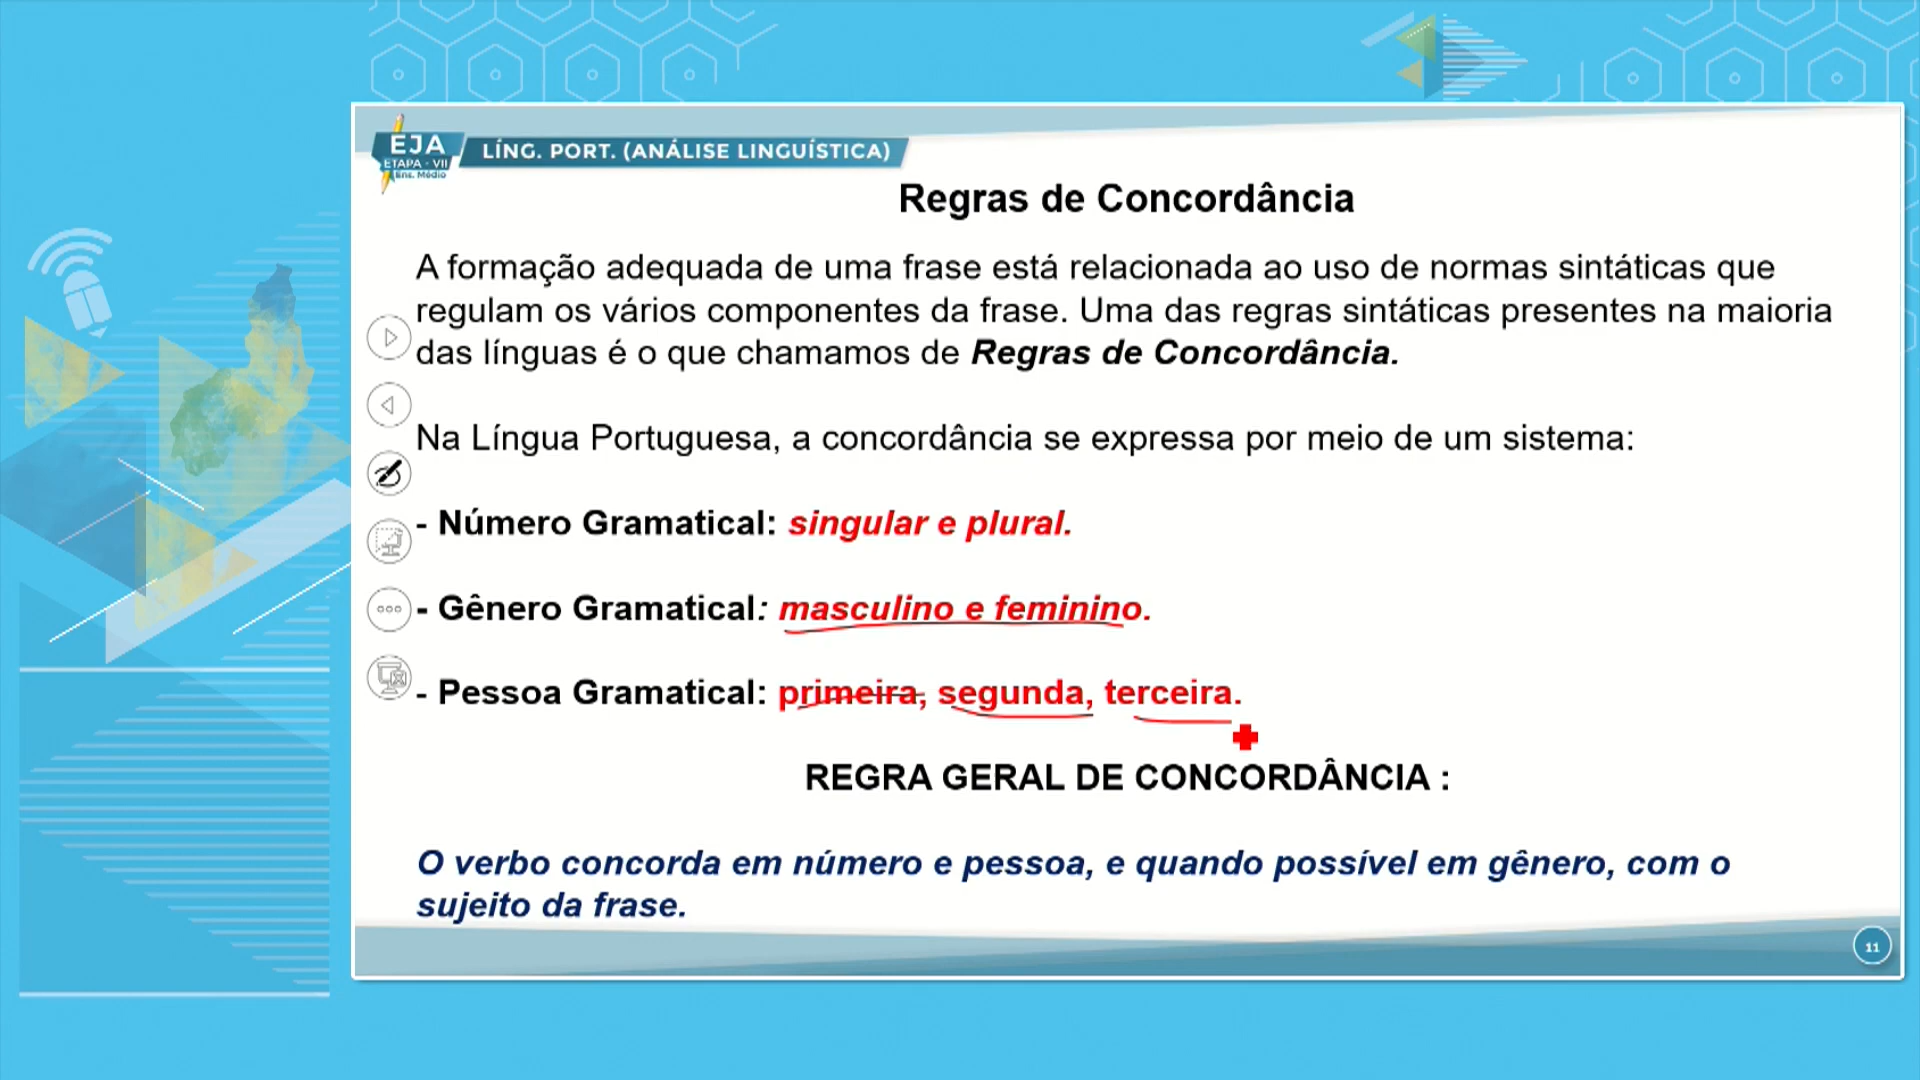 EJA
ETAPA - VII
Ens. Médio
LÍNG. PORT. (ANÁLISE LINGUÍSTICA)
Regras de Concordância
A formação adequada de uma frase está relacionada ao uso de normas sintáticas que
regulam os vários componentes da frase. Uma das regras sintáticas presentes na maioria
das línguas é o que chamamos de Regras de Concordância.
Na Língua Portuguesa, a concordância se expressa por meio de um sistema:
- Número Gramatical: singular e plural.
- Gênero Gramatical: masculino e feminino.
- Pessoa Gramatical: primeira, segunda, terceira.
REGRA GERAL DE CONCORDÂNCIA :
O verbo concorda em número e pessoa, e quando possível em gênero, com o
sujeito da frase.
11